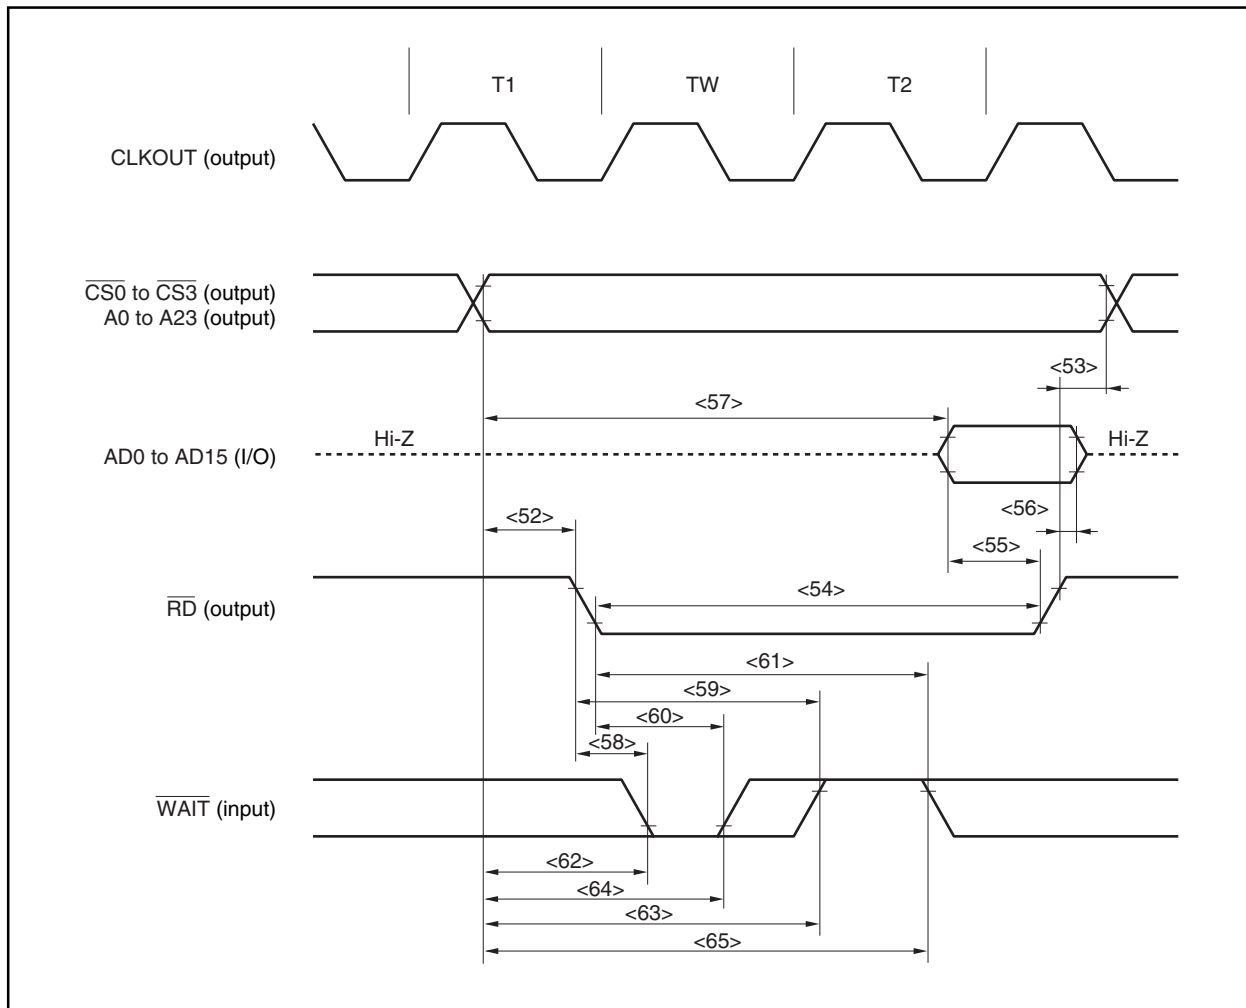 T1 TW T2
CLKOUT (output)
CS0 to CS3 (output)
A0 to A23 (output)
<53>
<57>
Hi-Z Hi-Z
AD0 to AD15 (I/O)
<52> <56>
<55>
<54>
RD (output)
<61>
<59>
<60>
<58>
WAIT (input)
<62>
<64>
<63>
<65>